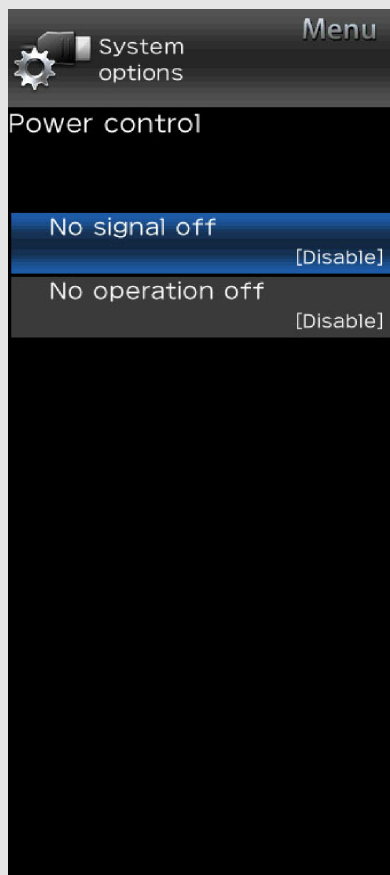 Menu
System
options
Power control
No signal off
[Disable]
No operation off
[Disable]